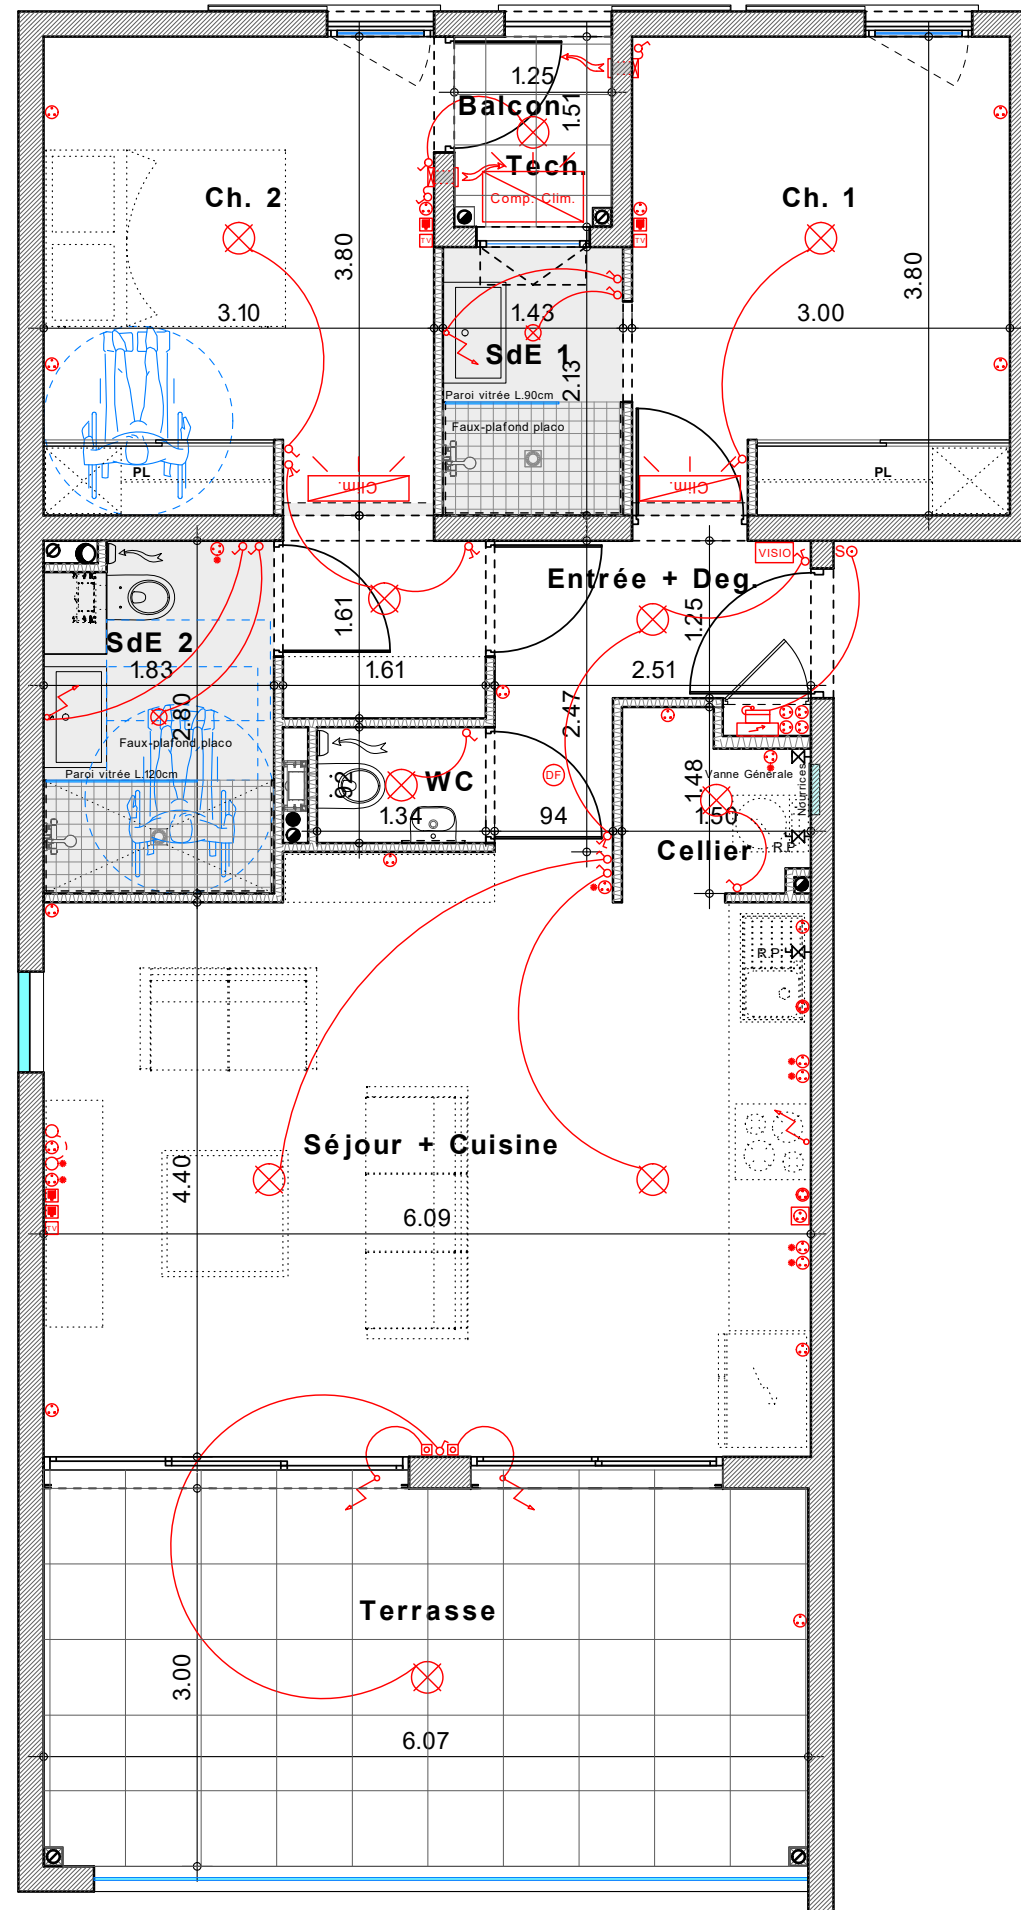 1.25
Balcon
1.51
Tech.
Comp. Clim.
Ch. 2
Ch. 1
TV
TV
3.80
3.80
3.10
1.43
3.00
SdE 1
2.13
Paroi vitrée L.90cm
Faux-plafond placo
PL
Clim.
Clim.
PL
VISIO
S
Entrée + Deg.
1.61
1.25
SdE 2
1.83
1.61
2.51
2.80
2.47
Faux-plafond placo
Paroi vitrée L.120cm
92
WC
DF
1.48
Vanne Générale
Nourrices
1.34
94
1.50
Cellier
R.P.
R.P.
Séjour + Cuisine
4.40
6.09
TV
Terrasse
3.00
6.07